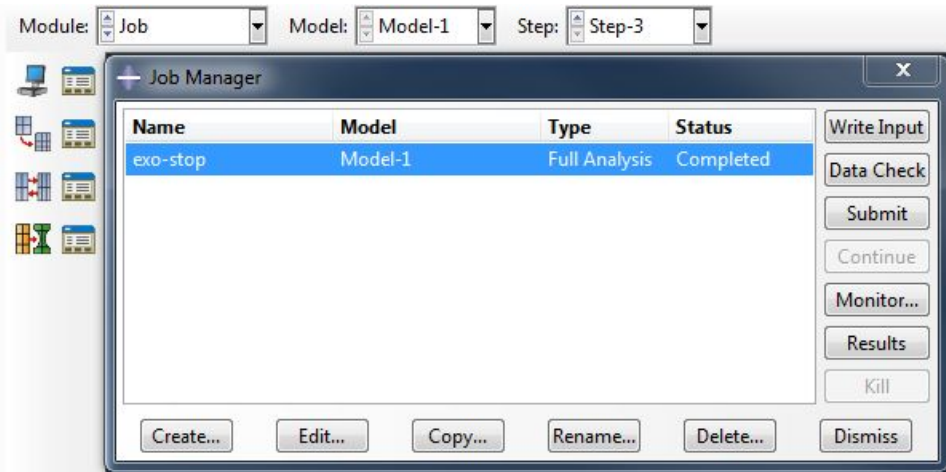 Module: Job Model: Model-1 Step: Step-3
Job Manager
Name Model Type Status
exo-stop Model-1 Full Analysis Completed
Write Input
Data Check
Submit
Continue
Monitor...
Results
Kill
Create... Edit... Copy... Rename... Delete... Dismiss